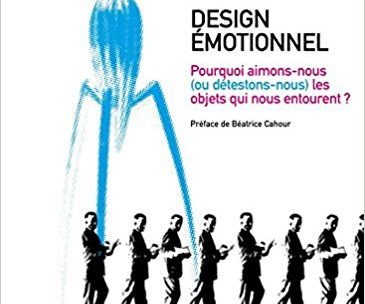 DESIGN
ÉMOTIONNEL
Pourquoi aimons-nous
(ou détestons-nous) les
objets qui nous entourent ?
Préface de Béatrice Cahour